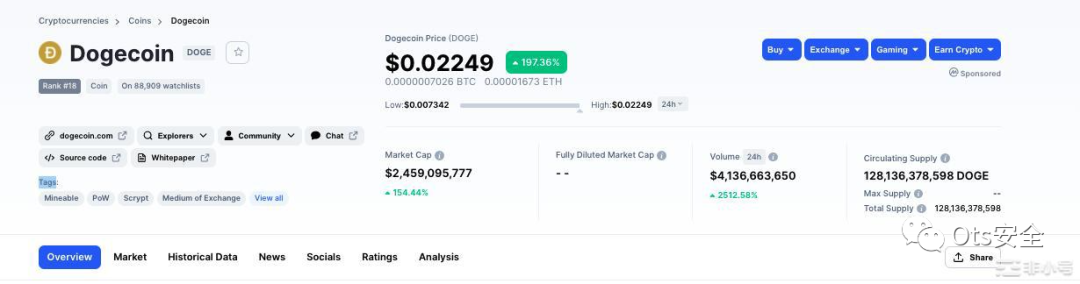 Cryptocurrencies > Coins > Dogecoin
Dogecoin DOGE
Rank #18 Coin On 88,909 watchlists
dogecoin.com Explorers Community Chat
Source code Whitepaper
Tags:
Mineable PoW Scrypt Medium of Exchange View all
Dogecoin Price (DOGE)
$0.02249 197.36%
0.0000007026 BTC 0.00001673 ETH
Low:$0.007342 High:$0.02249 24h
Buy Exchange Gaming Earn Crypto
Sponsored
Market Cap
$2,459,095,777
154.44%
Fully Diluted Market Cap
- -
Volume 24h
$4,136,663,650
2512.58%
Circulating Supply
128,136,378,598 DOGE
Max Supply --
Total Supply 128,136,378,598
Overview Market Historical Data News Socials Ratings Analysis
Share
Ots安全
非小号